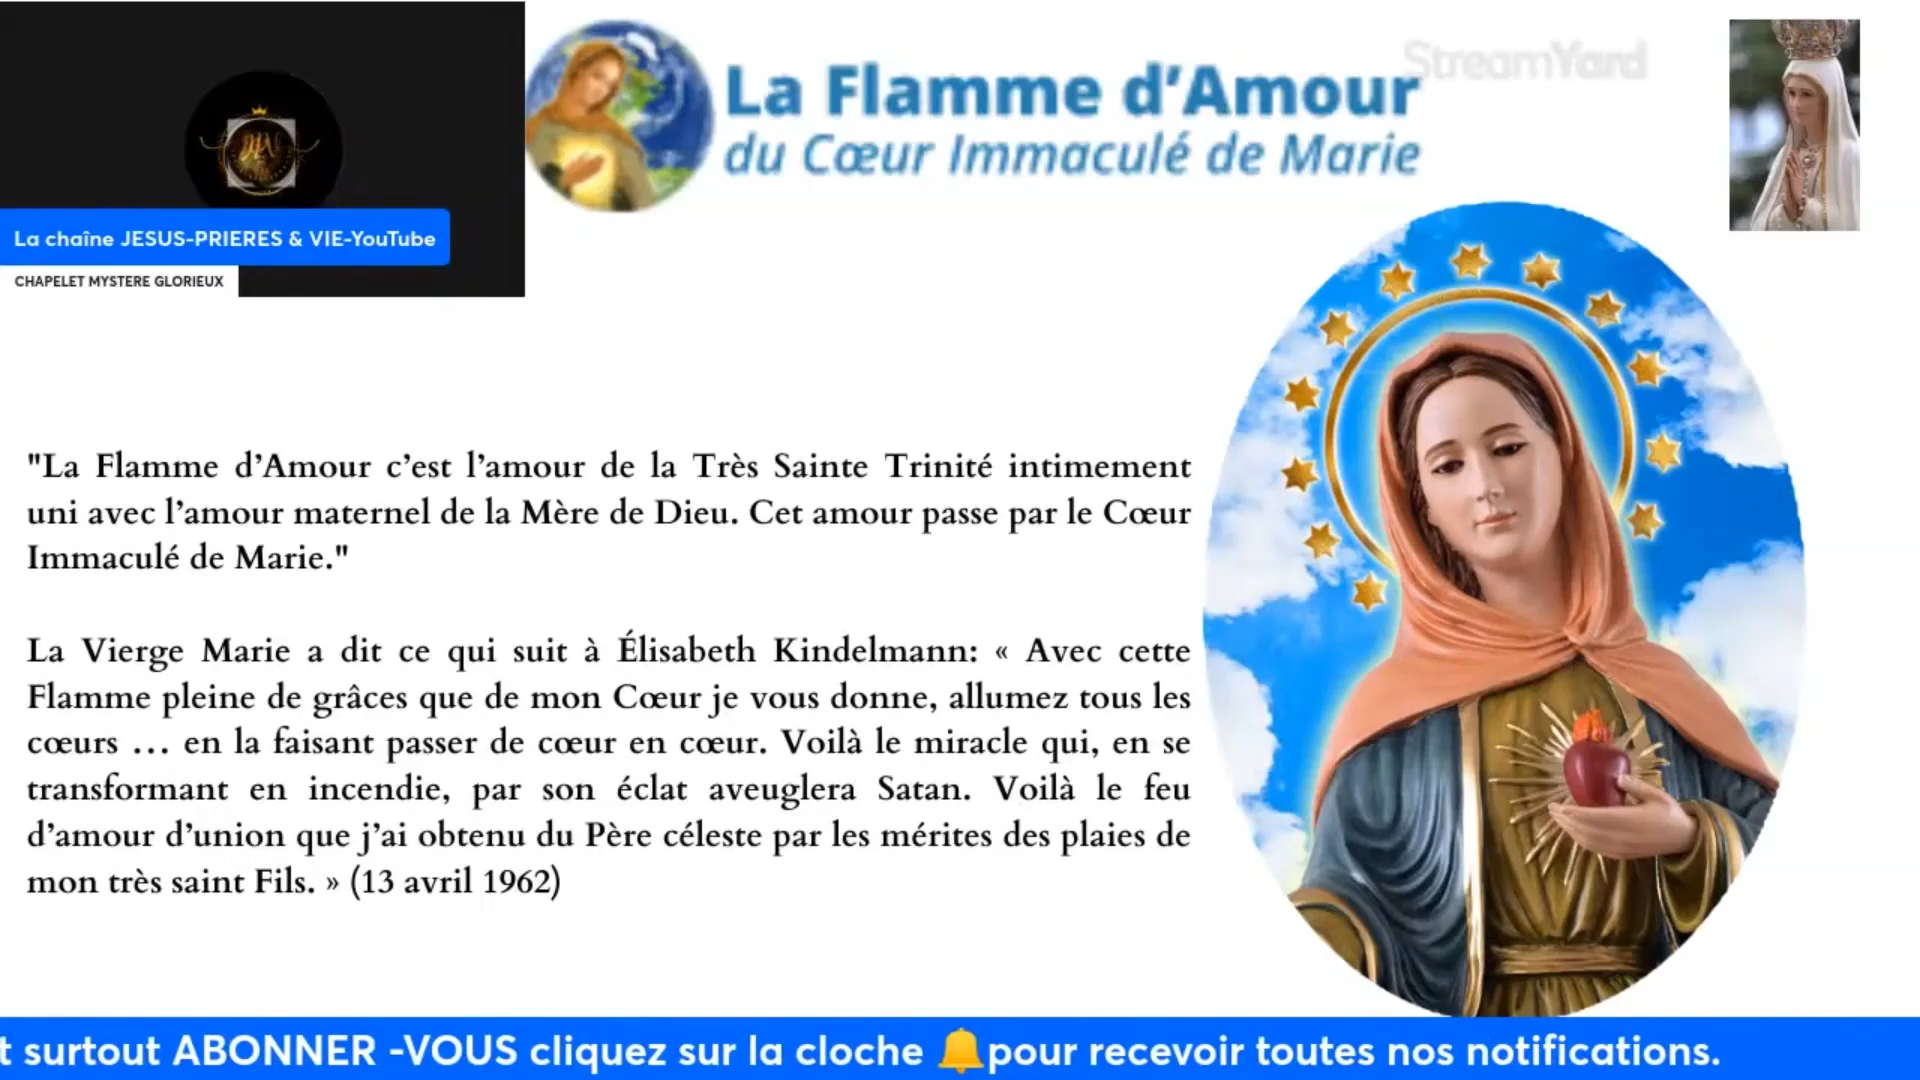 La Flamme d'Amour
StreamYard
du Cœur Immaculé de Marie
La chaîne JESUS-PRIERES & VIE-YouTube
CHAPELET MYSTERE GLORIEUX
"La Flamme d'Amour c'est l'amour de la Très Sainte Trinité intimement
uni avec l'amour maternel de la Mère de Dieu. Cet amour passe par le Cœur
Immaculé de Marie."
La Vierge Marie a dit ce qui suit à Élisabeth Kindelmann: « Avec cette
Flamme pleine de grâces que de mon Cœur je vous donne, allumez tous les
cœurs … en la faisant passer de cœur en cœur. Voilà le miracle qui, en se
transformant en incendie, par son éclat aveuglera Satan. Voilà le feu
d'amour d'union que j'ai obtenu du Père céleste par les mérites des plaies de
mon très saint Fils. » (13 avril 1962)
t surtout ABONNER -VOUS cliquez sur la cloche 🔔pour recevoir toutes nos notifications.